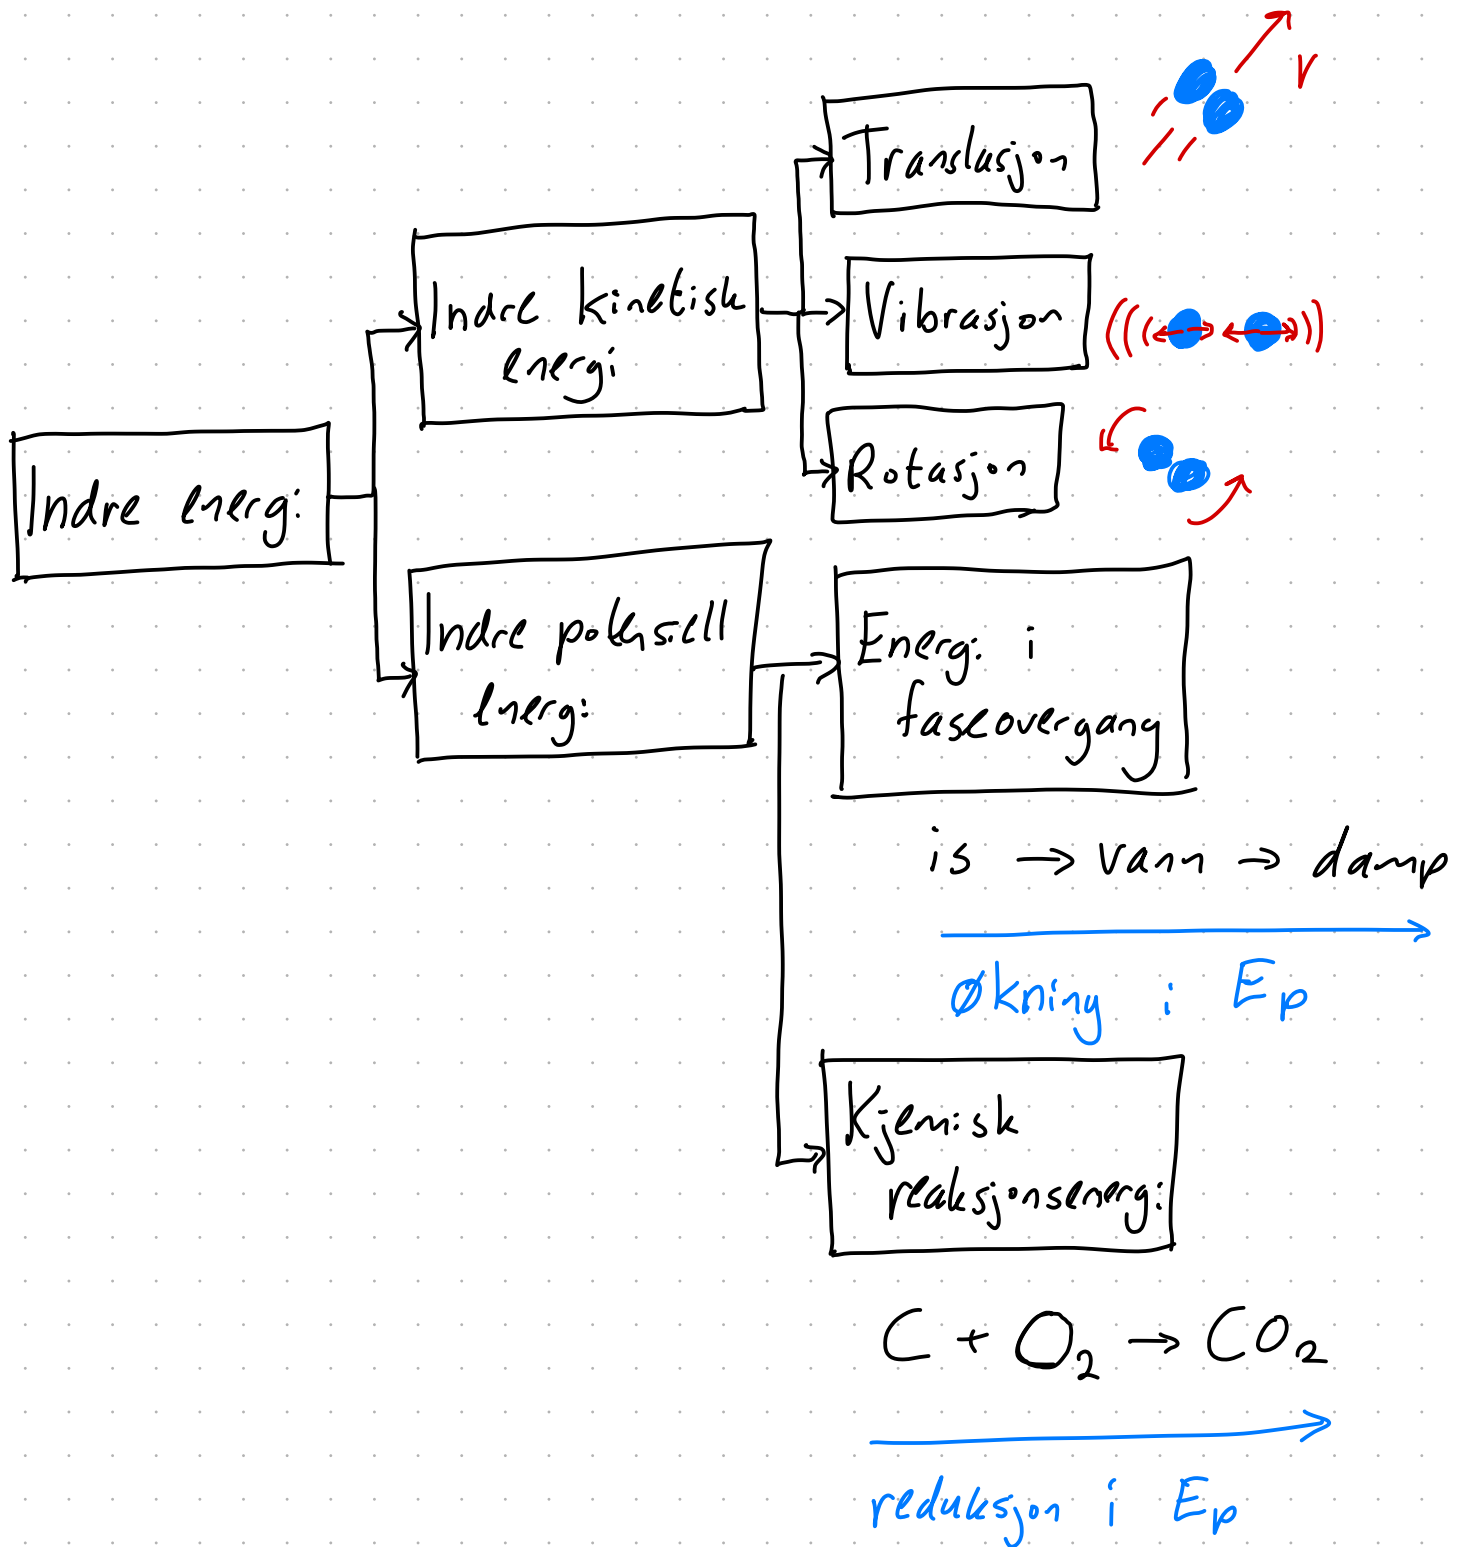 Translasjon
v
Indre kinetisk
energi
Vibrasjon
Rotasjon
Indre energi
Indre potensiell
energi
Energi i
faseovergang
is → vann → damp
Økning i Ep
Kjemisk
reaksjonsenergi
C + O₂ → CO₂
reduksjon i Ep